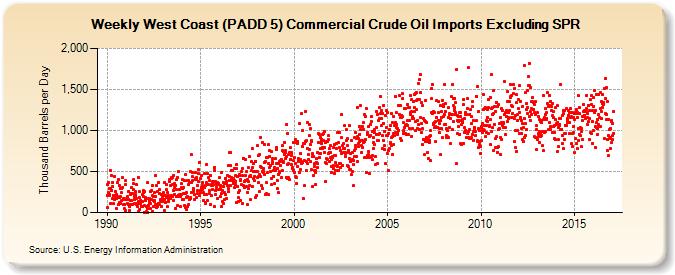 Weekly West Coast (PADD 5) Commercial Crude Oil Imports Excluding SPR
Thousand Barrels per Day
2,000
1,500
1,000
500
0
1990 1995 2000 2005 2010 2015
Source: U.S. Energy Information Administration